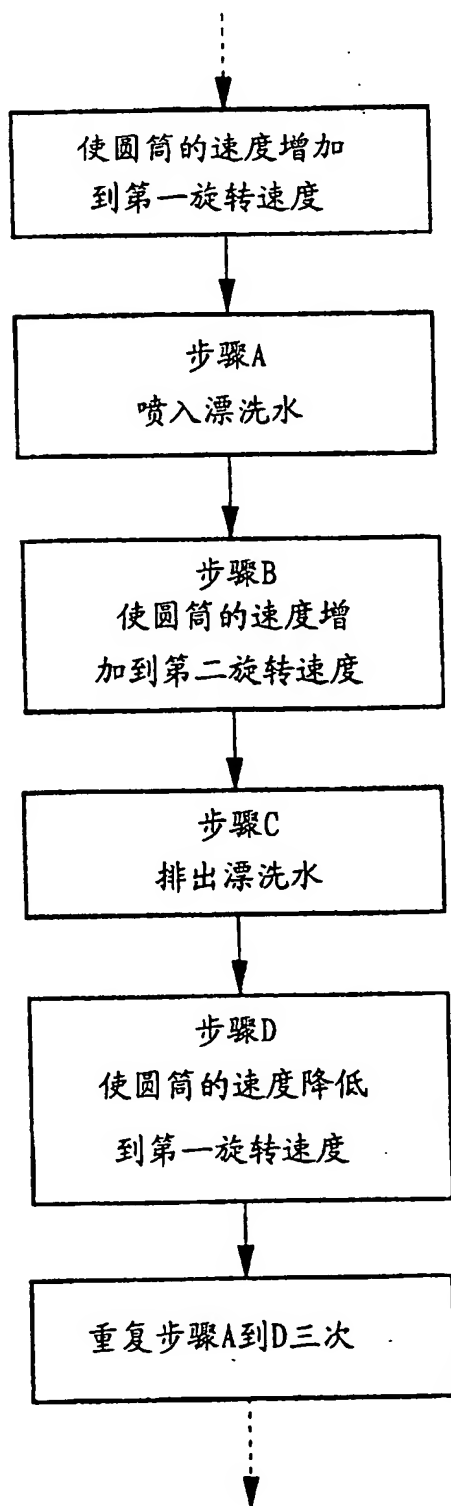 使圆筒的速度增加
到第一旋转速度
步骤A
喷入漂洗水
步骤B
使圆筒的速度增
加到第二旋转速度
步骤C
排出漂洗水
步骤D
使圆筒的速度降低
到第一旋转速度
重复步骤A到D三次